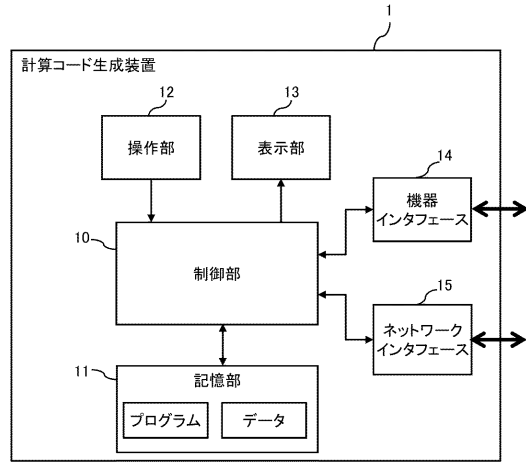 1
計算コード生成装置
12
13
操作部
表示部
14
機器
インタフェース
10
制御部
15
ネットワーク
インタフェース
11
記憶部
プログラム
データ